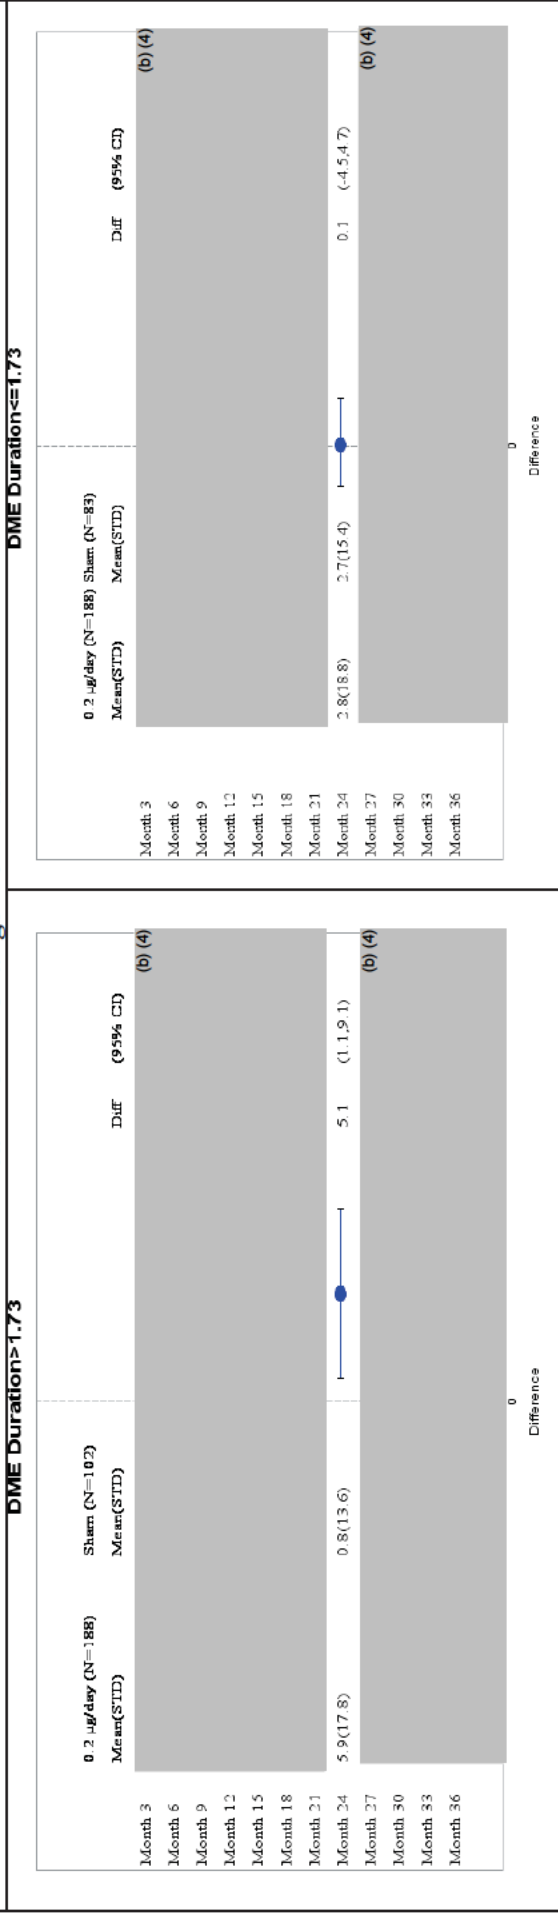 DME Duration>1.73
0.2 µg/day (N=188) Sham (N=102)
Mean(STD) Mean(STD) Diff (95% CI)
Month 3 (b) (4)
Month 6
Month 9
Month 12
Month 15
Month 18
Month 21
Month 24 5.9(17.8) 0.8(13.6) 5.1 (1.1,9.1)
Month 27 (b) (4)
Month 30
Month 33
Month 36
0
Difference
DME Duration<=1.73
0.2 µg/day (N=188) Sham (N=83)
Mean(STD) Mean(STD) Diff (95% CI)
Month 3 (b) (4)
Month 6
Month 9
Month 12
Month 15
Month 18
Month 21
Month 24 2.8(18.8) 2.7(15.4) 0.1 (-4.5,4.7)
Month 27 (b) (4)
Month 30
Month 33
Month 36
0
Difference